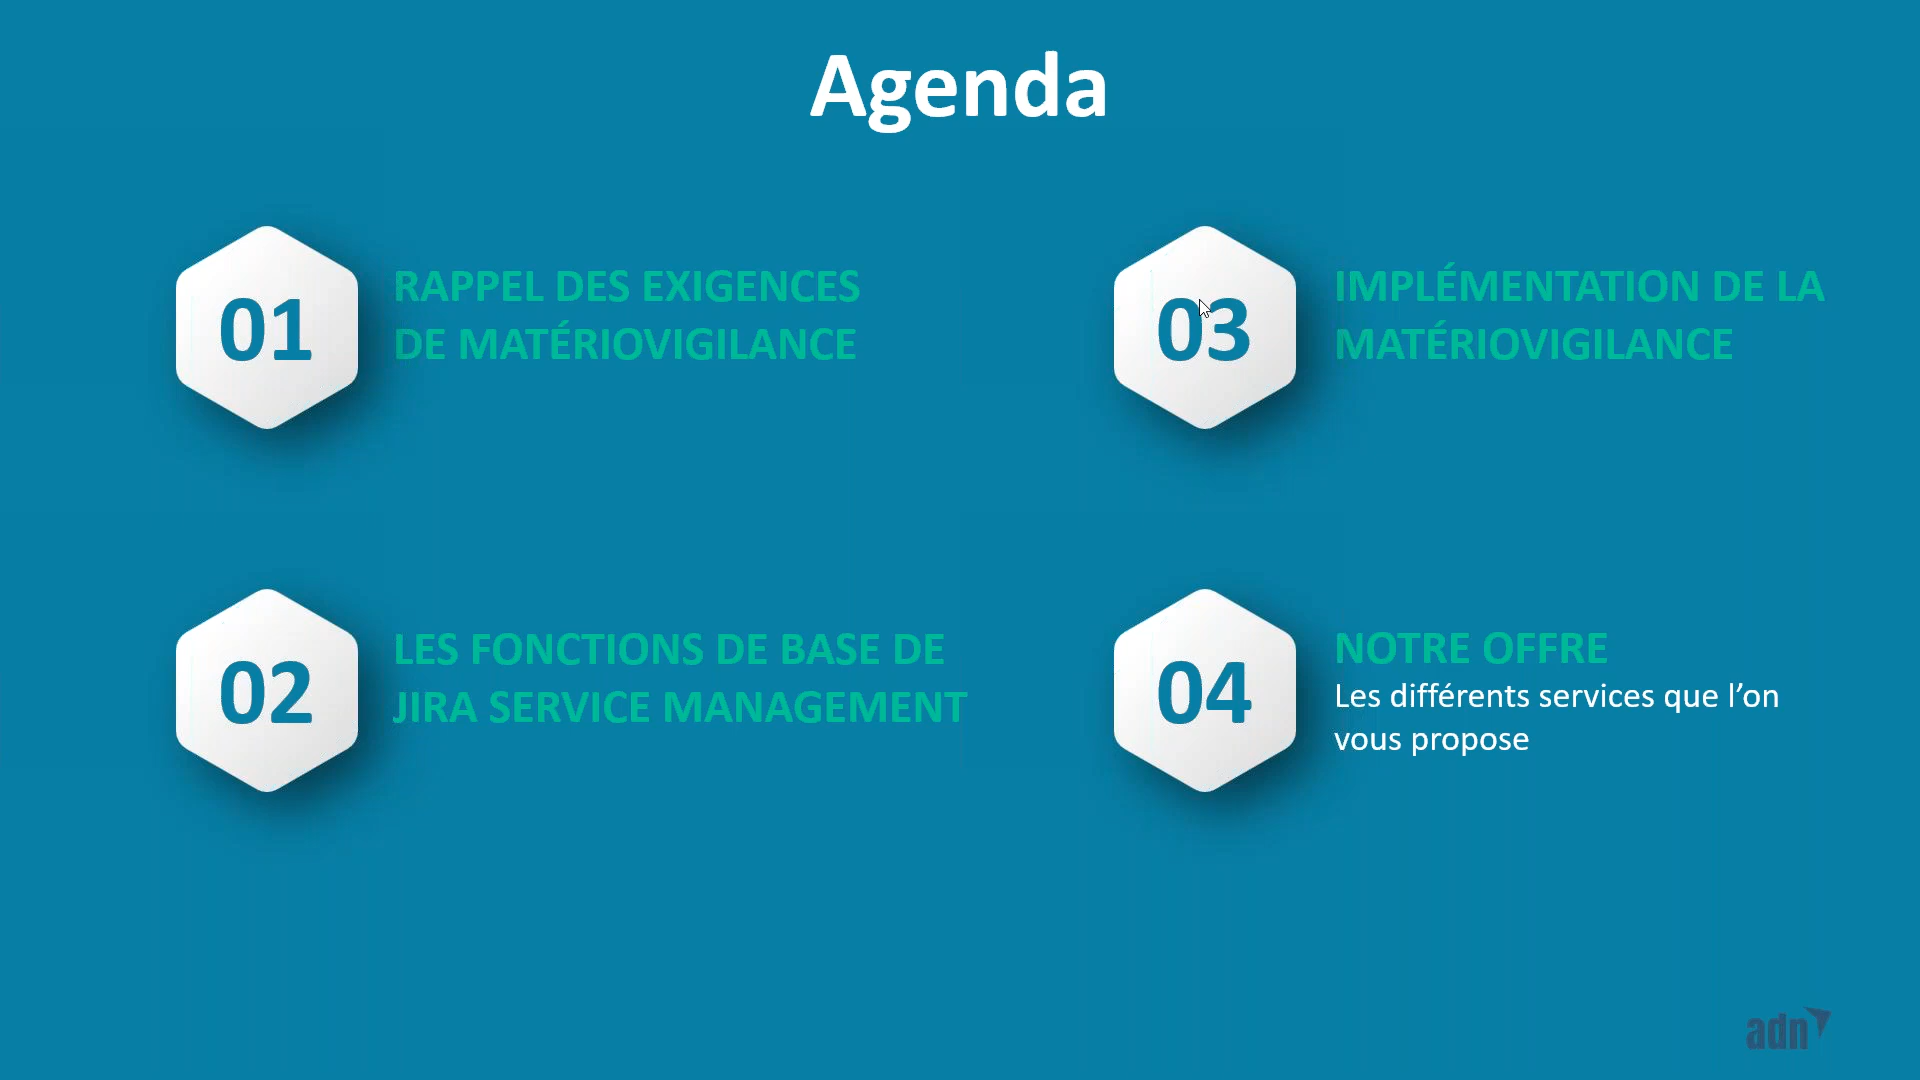 Agenda
01
RAPPEL DES EXIGENCES
DE MATÉRIOVIGILANCE
02
LES FONCTIONS DE BASE DE
JIRA SERVICE MANAGEMENT
03
IMPLÉMENTATION DE LA
MATÉRIOVIGILANCE
04
NOTRE OFFRE
Les différents services que l’on
vous propose
adn